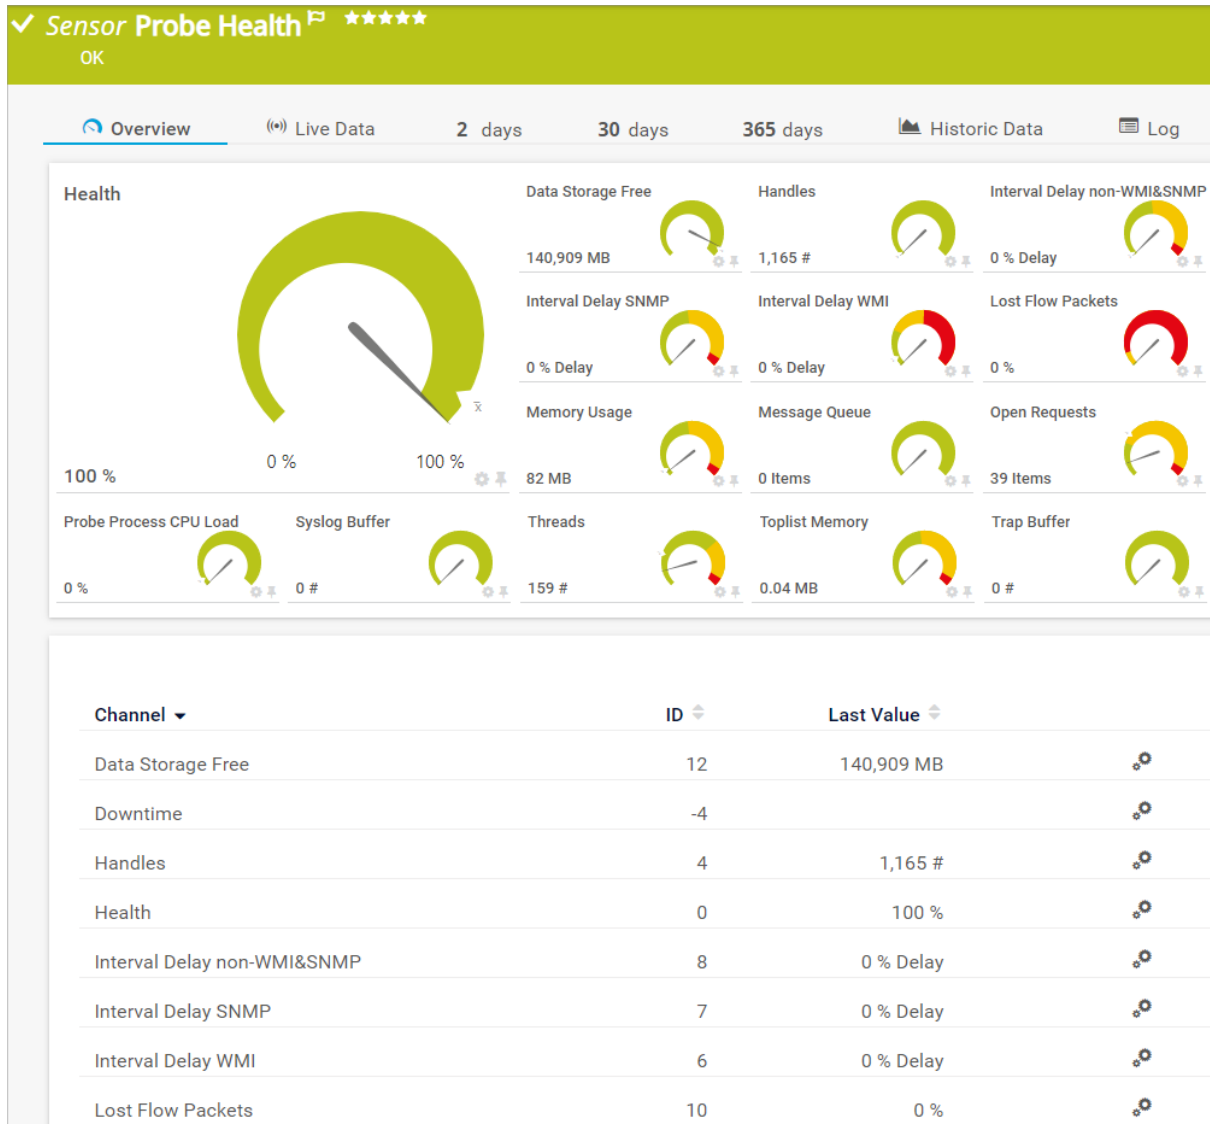 Sensor Probe Health
OK
Overview Live Data 2 days 30 days 365 days Historic Data Log
Health
0 %
100 %
x̄
100 %
Data Storage Free
140,909 MB
Handles
1,165 #
Interval Delay non-WMI&SNMP
0 % Delay
Interval Delay SNMP
0 % Delay
Interval Delay WMI
0 % Delay
Lost Flow Packets
0 %
Memory Usage
82 MB
Message Queue
0 Items
Open Requests
39 Items
Probe Process CPU Load
0 %
Syslog Buffer
0 #
Threads
159 #
Toplist Memory
0.04 MB
Trap Buffer
0 #
Channel ID Last Value
Data Storage Free 12 140,909 MB
Downtime -4
Handles 4 1,165 #
Health 0 100 %
Interval Delay non-WMI&SNMP 8 0 % Delay
Interval Delay SNMP 7 0 % Delay
Interval Delay WMI 6 0 % Delay
Lost Flow Packets 10 0 %